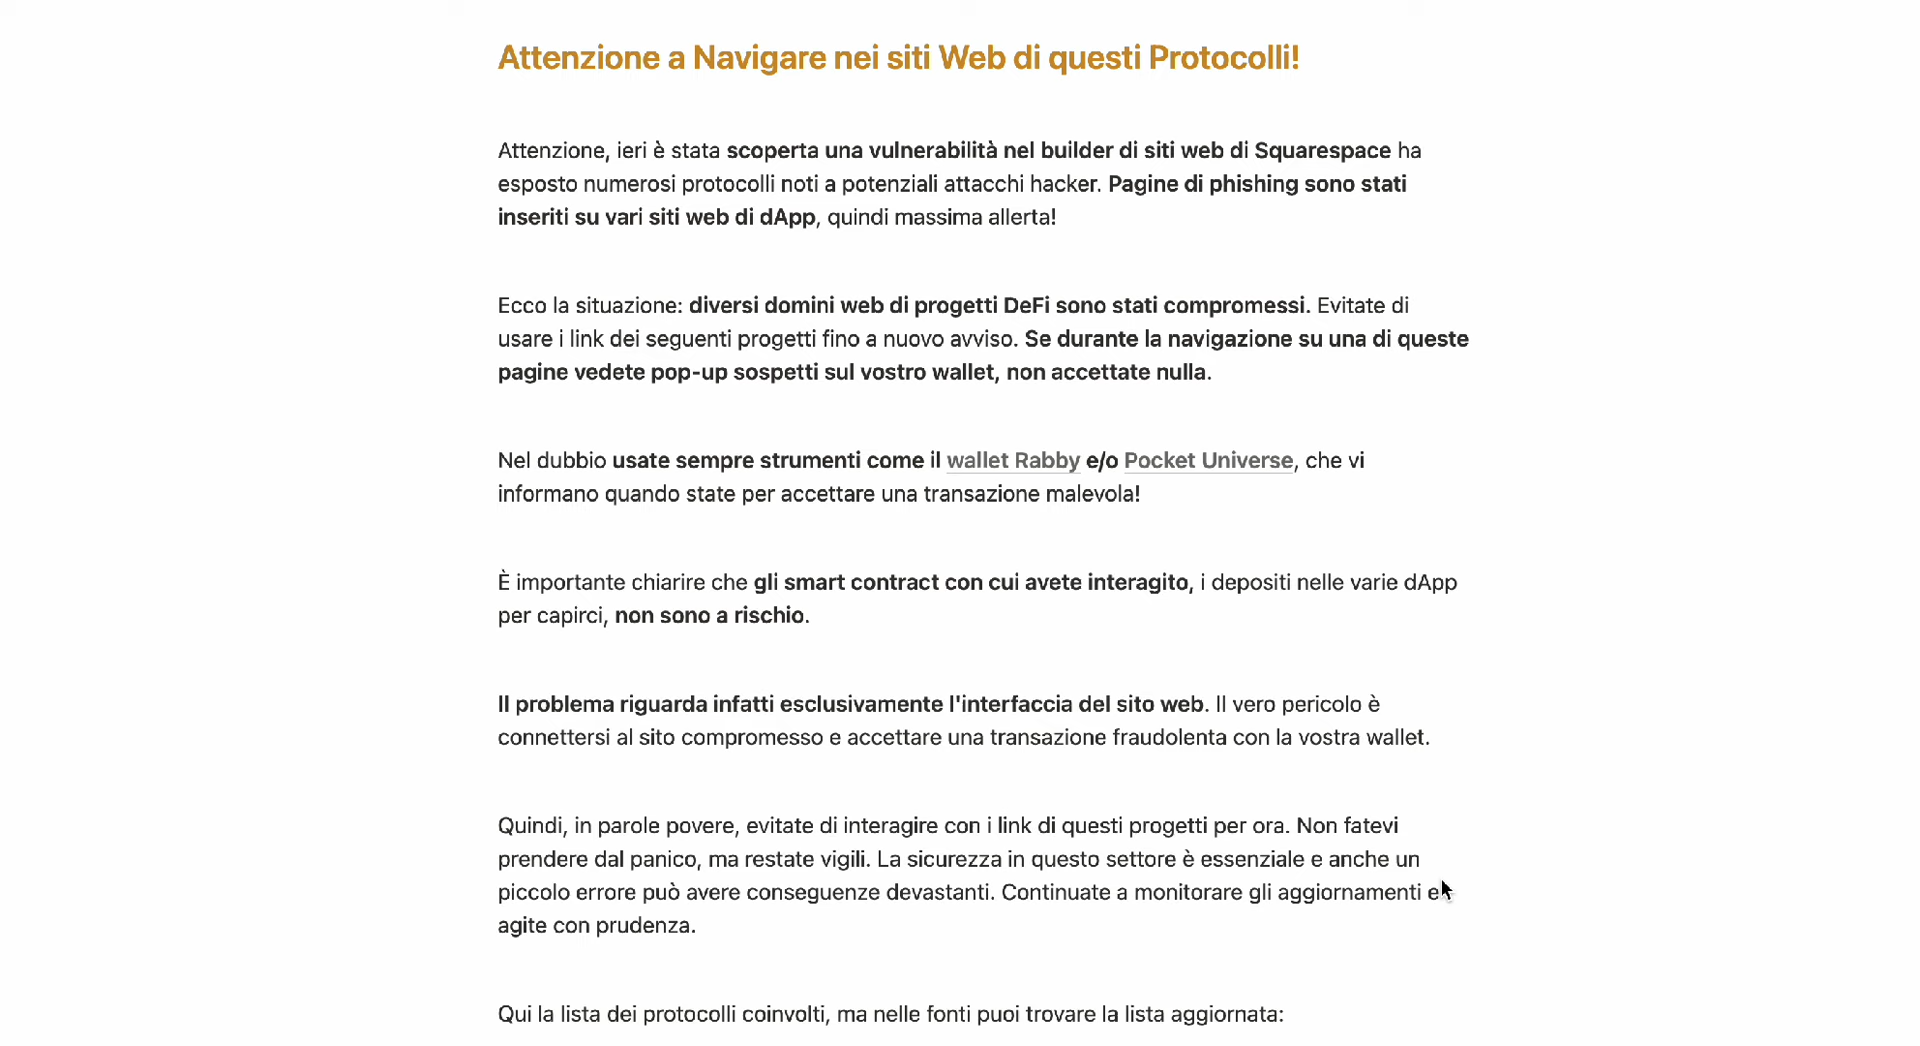 Attenzione a Navigare nei siti Web di questi Protocolli!
Attenzione, ieri è stata scoperta una vulnerabilità nel builder di siti web di Squarespace ha
esposto numerosi protocolli noti a potenziali attacchi hacker. Pagine di phishing sono stati
inseriti su vari siti web di dApp, quindi massima allerta!
Ecco la situazione: diversi domini web di progetti DeFi sono stati compromessi. Evitate di
usare i link dei seguenti progetti fino a nuovo avviso. Se durante la navigazione su una di queste
pagine vedete pop-up sospetti sul vostro wallet, non accettate nulla.
Nel dubbio usate sempre strumenti come il wallet Rabby e/o Pocket Universe, che vi
informano quando state per accettare una transazione malevola!
È importante chiarire che gli smart contract con cui avete interagito, i depositi nelle varie dApp
per capirci, non sono a rischio.
Il problema riguarda infatti esclusivamente l'interfaccia del sito web. Il vero pericolo è
connettersi al sito compromesso e accettare una transazione fraudolenta con la vostra wallet.
Quindi, in parole povere, evitate di interagire con i link di questi progetti per ora. Non fatevi
prendere dal panico, ma restate vigili. La sicurezza in questo settore è essenziale e anche un
piccolo errore può avere conseguenze devastanti. Continuate a monitorare gli aggiornamenti e
agite con prudenza.
Qui la lista dei protocolli coinvolti, ma nelle fonti puoi trovare la lista aggiornata: